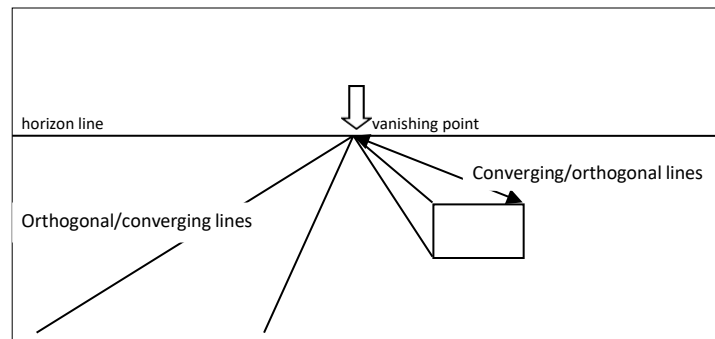 horizon line
vanishing point
Converging/orthogonal lines
Orthogonal/converging lines